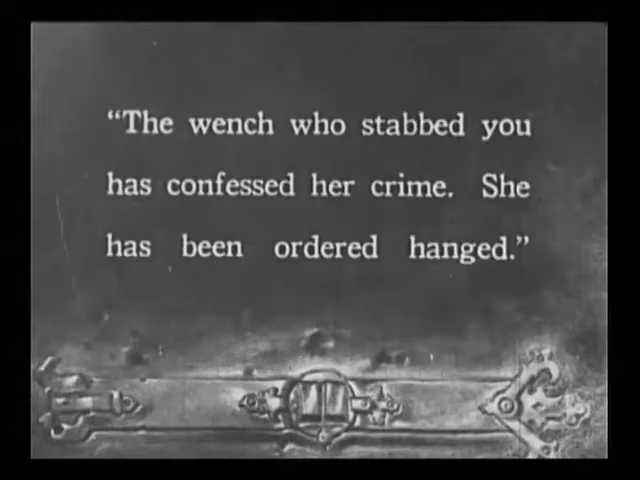 “The wench who stabbed you
has confessed her crime. She
has been ordered hanged.”